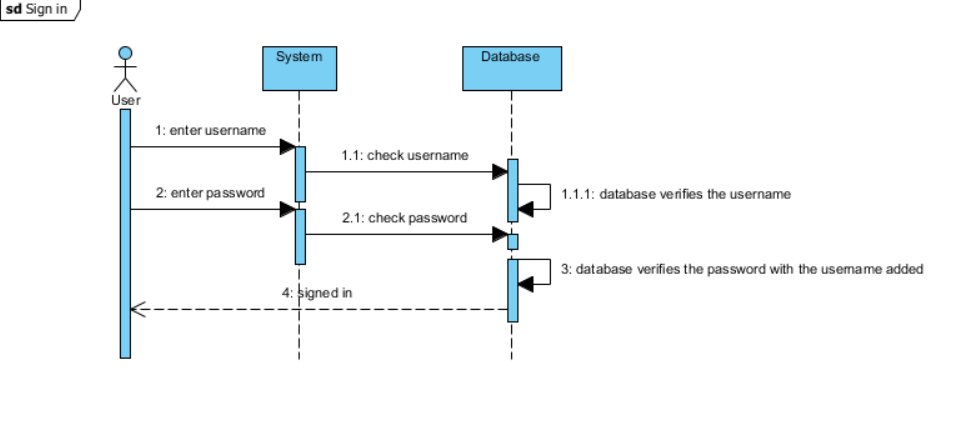 sd Sign in
System
Database
User
1: enter username
1.1: check username
2: enter password
1.1.1: database verifies the username
2.1: check password
3: database verifies the password with the username added
4: signed in